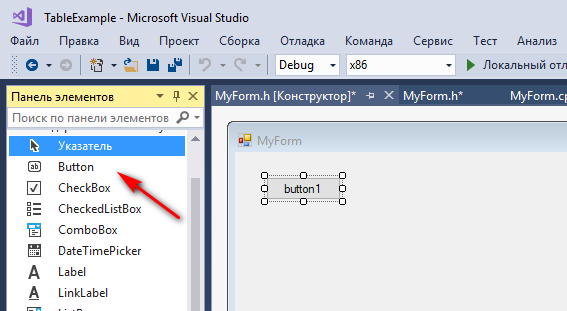 TableExample - Microsoft Visual Studio
Файл Правка Вид Проект Сборка Отладка Команда Сервис Тест Анализ
Debug x86 Локальный отл
Панель элементов
MyForm.h [Конструктор]* MyForm.h* MyForm.cp
Поиск по панели элементов
Указатель
MyForm
Button
button1
CheckBox
CheckedListBox
ComboBox
DateTimePicker
Label
LinkLabel